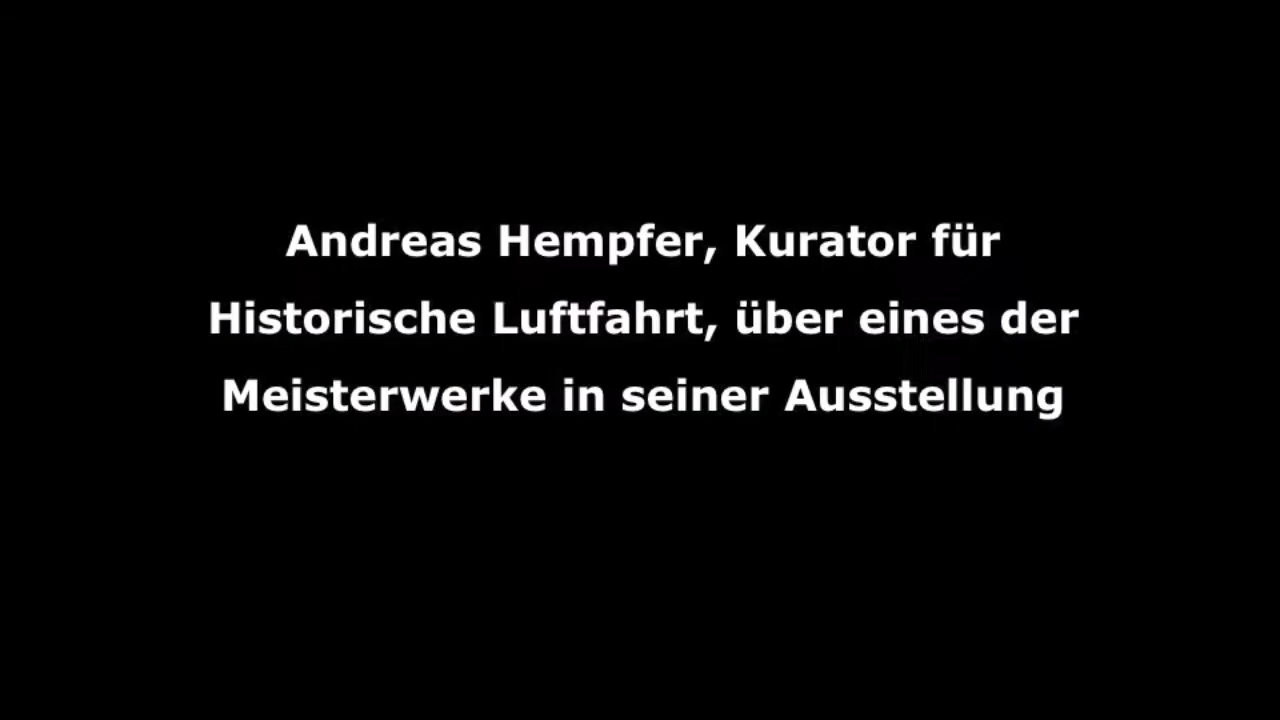 Andreas Hempfer, Kurator für
Historische Luftfahrt, über eines der
Meisterwerke in seiner Ausstellung